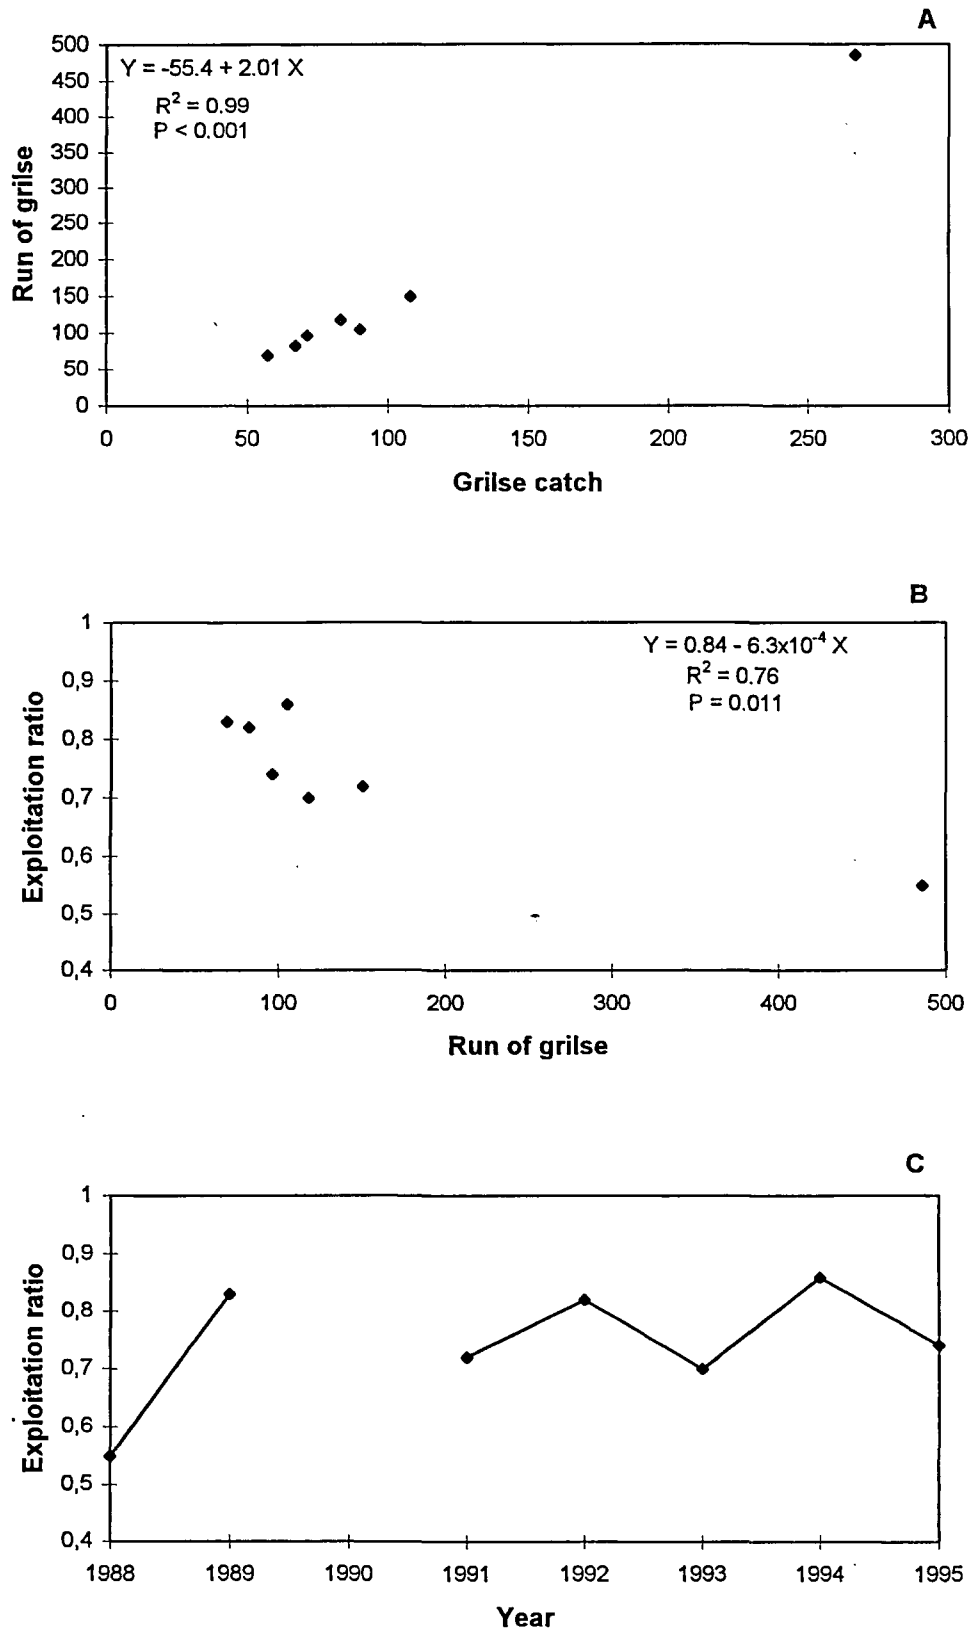 A
500
450
400
350
300
250
200
150
100
50
0
Y = -55.4 + 2.01 X
R² = 0.99
P < 0.001
Run of grilse
0 50 100 150 200 250 300
Grilse catch
B
1
0,9
0,8
0,7
0,6
0,5
0,4
Y = 0.84 - 6.3x10⁻⁴ X
R² = 0.76
P = 0.011
Exploitation ratio
0 100 200 300 400 500
Run of grilse
C
1
0,9
0,8
0,7
0,6
0,5
0,4
Exploitation ratio
1988 1989 1990 1991 1992 1993 1994 1995
Year